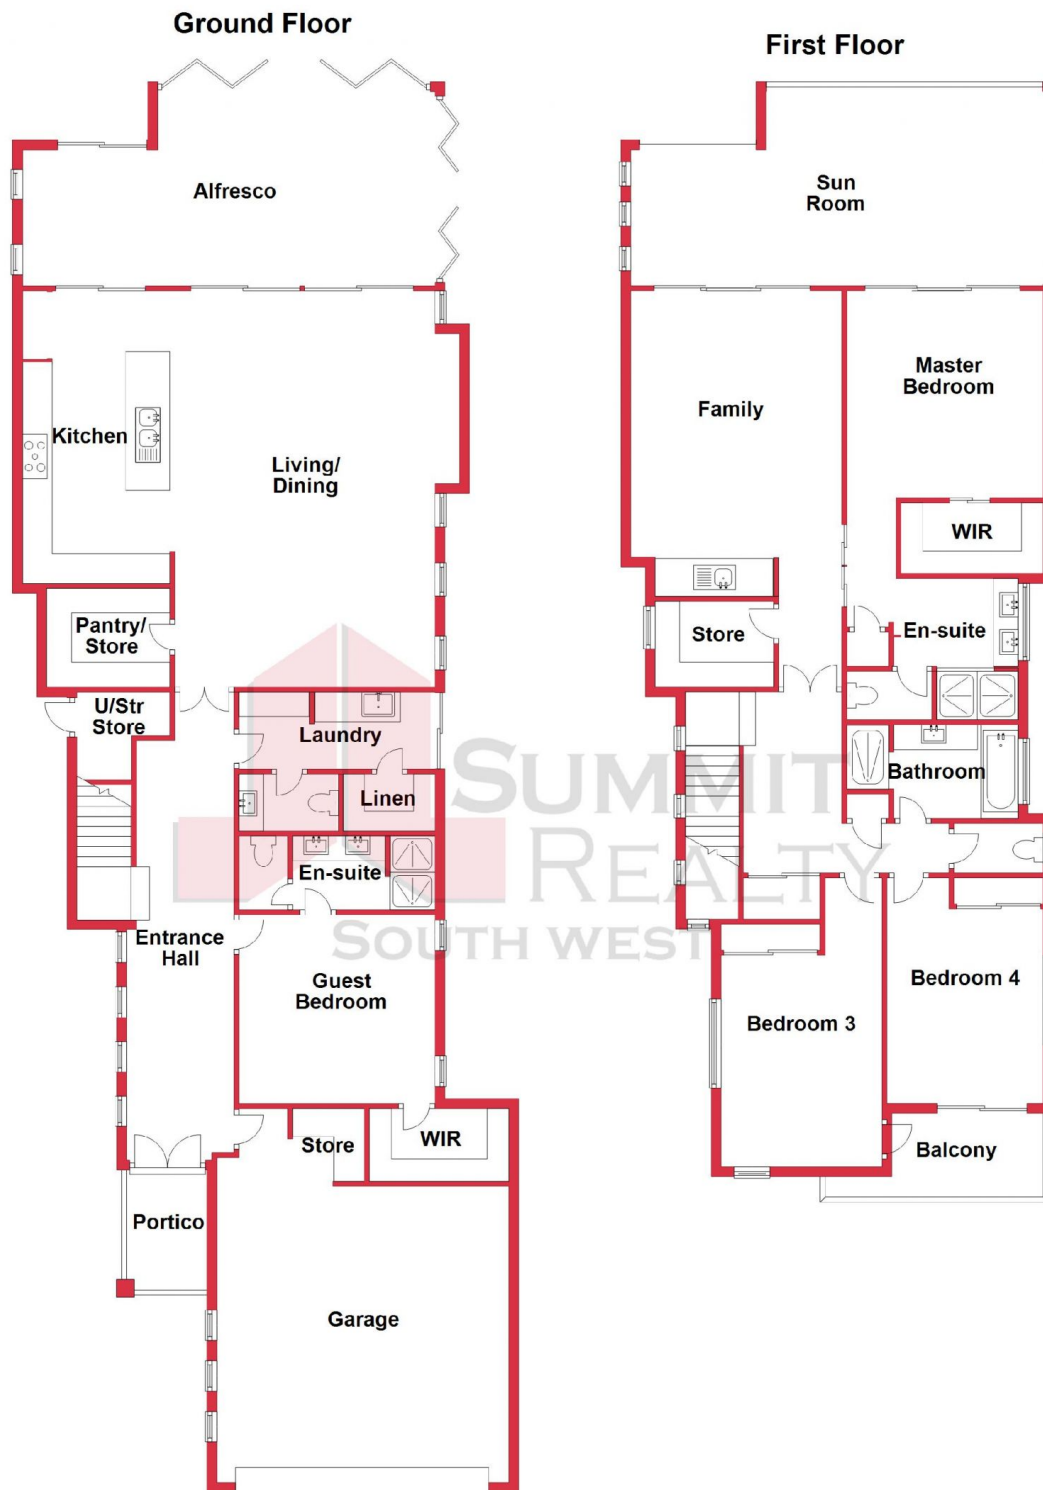 Ground Floor
Alfresco
Kitchen
Living/
Dining
Pantry/
Store
U/Str
Store
Laundry
Linen
En-suite
Entrance
Hall
Guest
Bedroom
Store
WIR
Portico
Garage
First Floor
Sun
Room
Family
Master
Bedroom
WIR
Store
En-suite
Bathroom
Bedroom 3
Bedroom 4
Balcony
SUMMIT
REALTY
SOUTH WEST